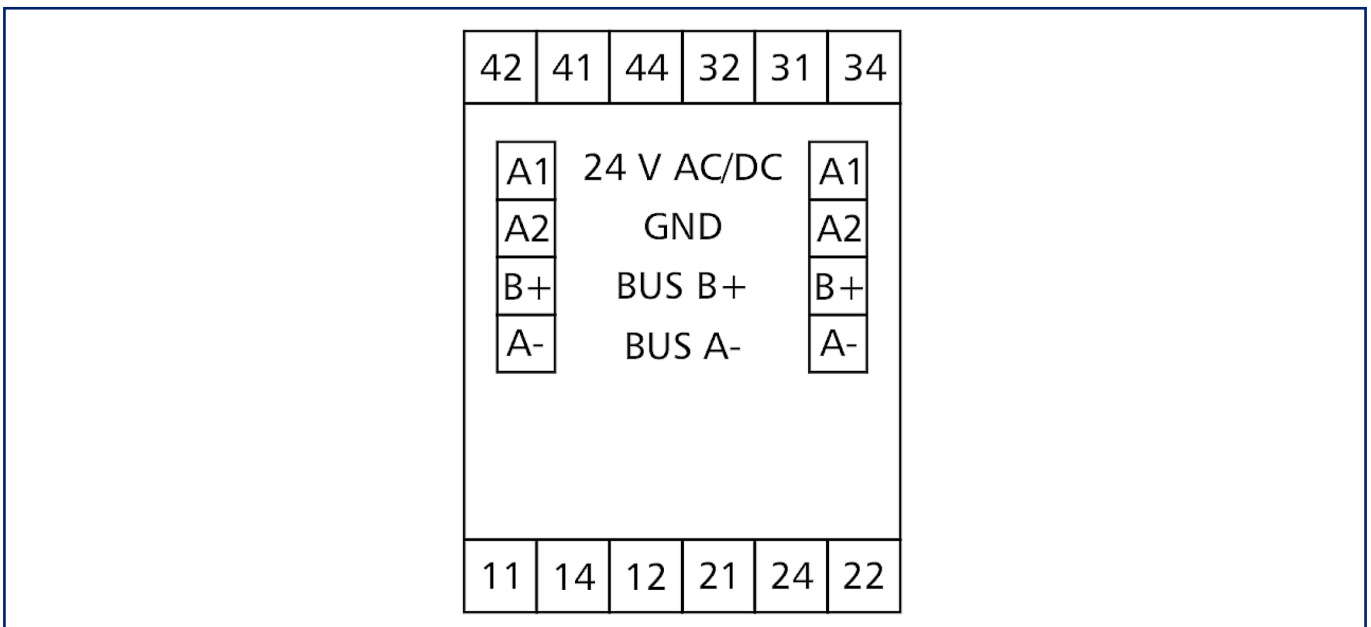 42 41 44 32 31 34
A1 24 V AC/DC A1
A2 GND A2
B+ BUS B+ B+
A- BUS A- A-
11 14 12 21 24 22